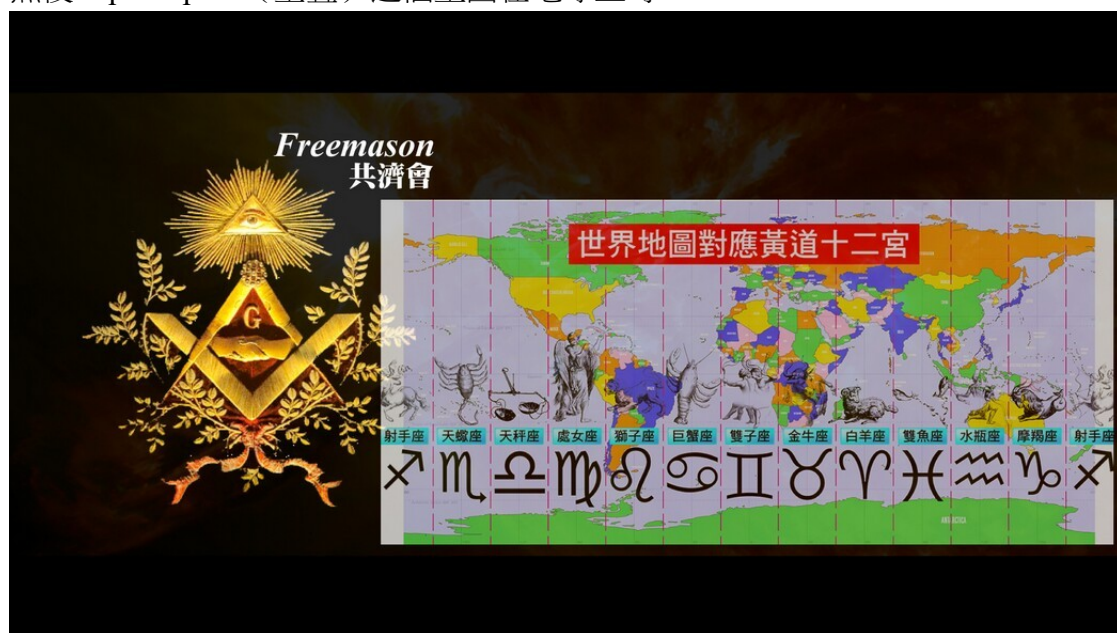 Freemason
共濟會
G
世界地圖對應黃道十二宮
射手座 天蠍座 天秤座 處女座 獅子座 巨蟹座 雙子座 金牛座 白羊座 雙魚座 水瓶座 摩羯座 射手座
♐ ♏ ♎ ♍ ♌ ♋ ♊ ♉ ♈ ♓ ♒ ♑ ♐